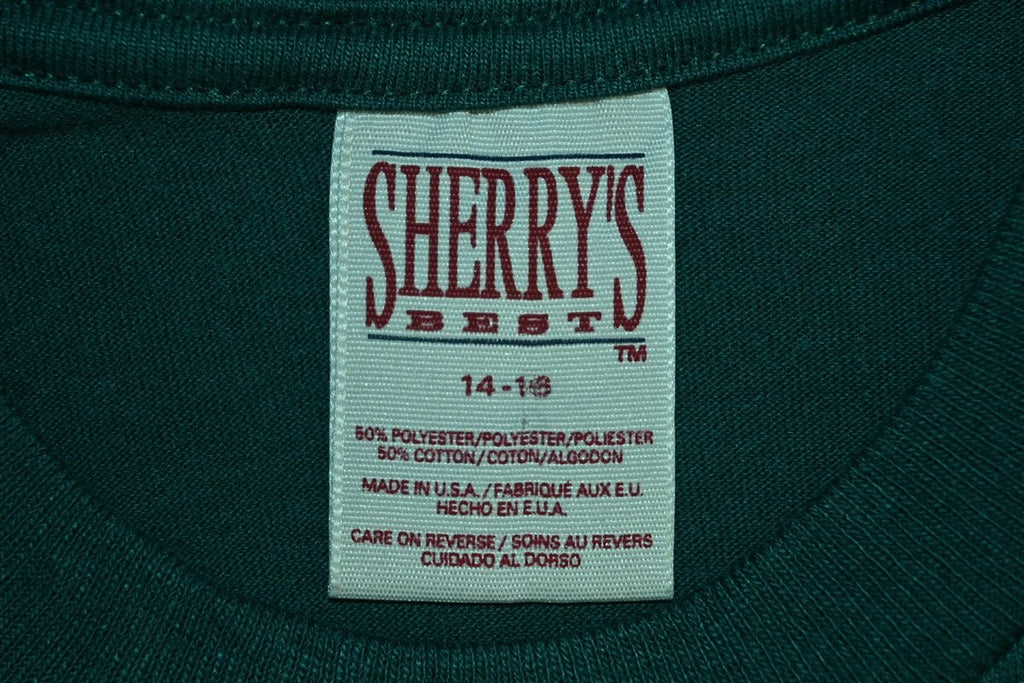 SHERRY'S
BEST
TM
14-16
50% POLYESTER/POLYESTER/POLIESTER
50% COTTON/COTON/ALGODON
MADE IN U.S.A./FABRIQUÉ AUX E.U.
HECHO EN E.U.A.
CARE ON REVERSE/SOINS AU REVERS
CUIDADO AL DORSO